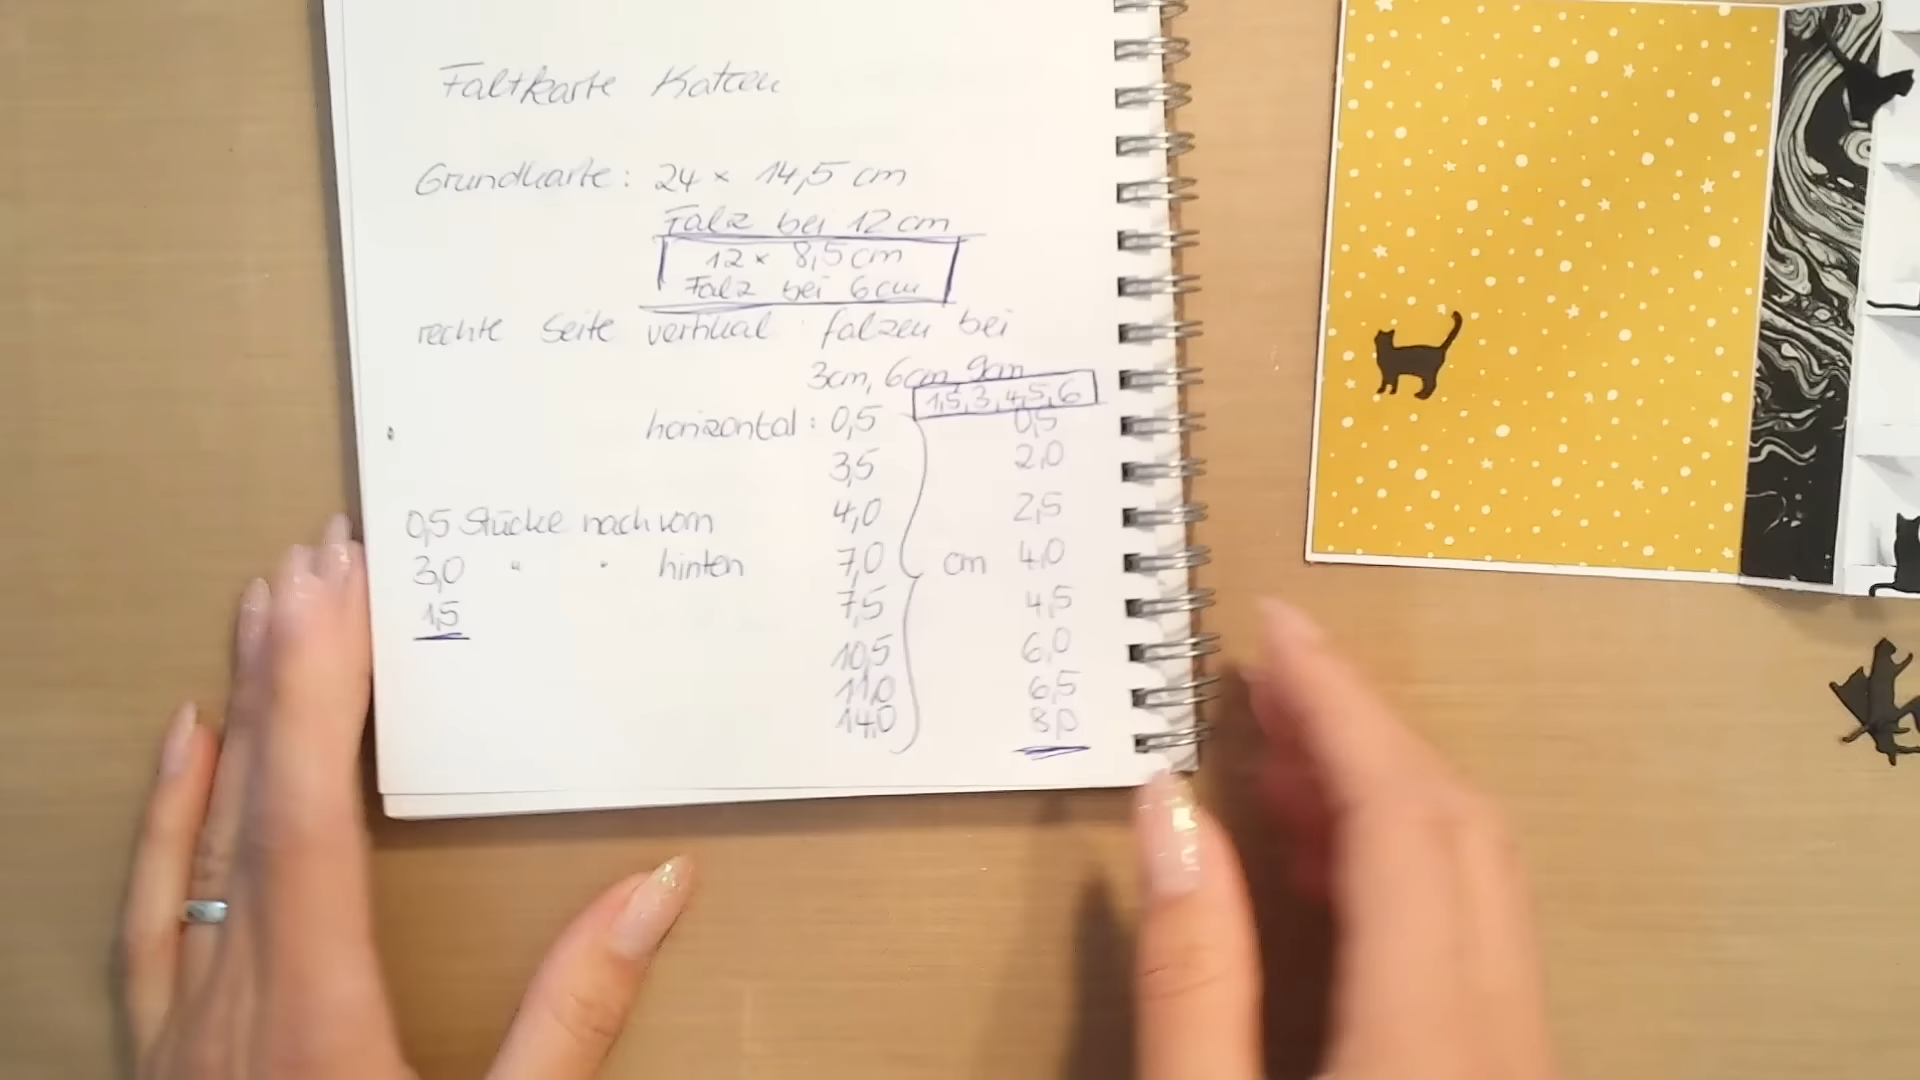 Faltkarte Katzen
Grundkarte: 24 x 14,5 cm
Falz bei 12 cm
12 x 8,5 cm
Falz bei 6 cm
rechte Seite vertikal falzen bei
3cm, 6cm, 9cm
1,5, 3, 4,5, 6
horizontal: 0,5 0,5
3,5 2,0
4,0 2,5
0,5 Stücke nach vorn
7,0 cm 4,0
3,0 " " hinten
7,5 4,5
1,5
10,5 6,0
11,0 6,5
14,0 8,0